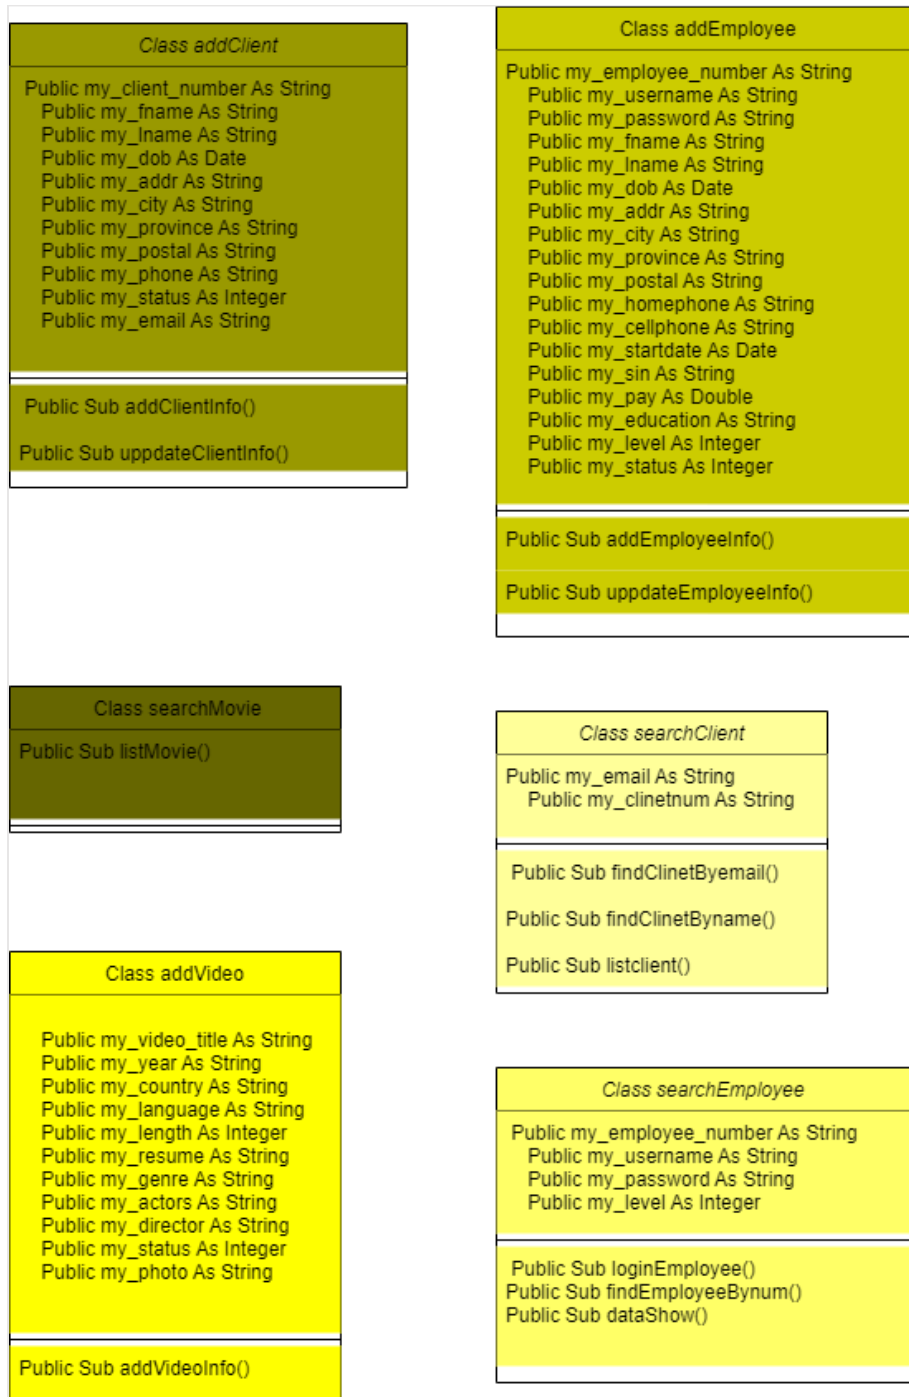 Class addClient
Public my_client_number As String
Public my_fname As String
Public my_lname As String
Public my_dob As Date
Public my_addr As String
Public my_city As String
Public my_province As String
Public my_postal As String
Public my_phone As String
Public my_status As Integer
Public my_email As String
Public Sub addClientInfo()
Public Sub uppdateClientInfo()
Class addEmployee
Public my_employee_number As String
Public my_username As String
Public my_password As String
Public my_fname As String
Public my_lname As String
Public my_dob As Date
Public my_addr As String
Public my_city As String
Public my_province As String
Public my_postal As String
Public my_homephone As String
Public my_cellphone As String
Public my_startdate As Date
Public my_sin As String
Public my_pay As Double
Public my_education As String
Public my_level As Integer
Public my_status As Integer
Public Sub addEmployeeInfo()
Public Sub uppdateEmployeeInfo()
Class searchMovie
Public Sub listMovie()
Class searchClient
Public my_email As String
Public my_clinetnum As String
Public Sub findClinetByemail()
Public Sub findClinetByname()
Public Sub listclient()
Class addVideo
Public my_video_title As String
Public my_year As String
Public my_country As String
Public my_language As String
Public my_length As Integer
Public my_resume As String
Public my_genre As String
Public my_actors As String
Public my_director As String
Public my_status As Integer
Public my_photo As String
Public Sub addVideoInfo()
Class searchEmployee
Public my_employee_number As String
Public my_username As String
Public my_password As String
Public my_level As Integer
Public Sub loginEmployee()
Public Sub findEmployeeBynum()
Public Sub dataShow()